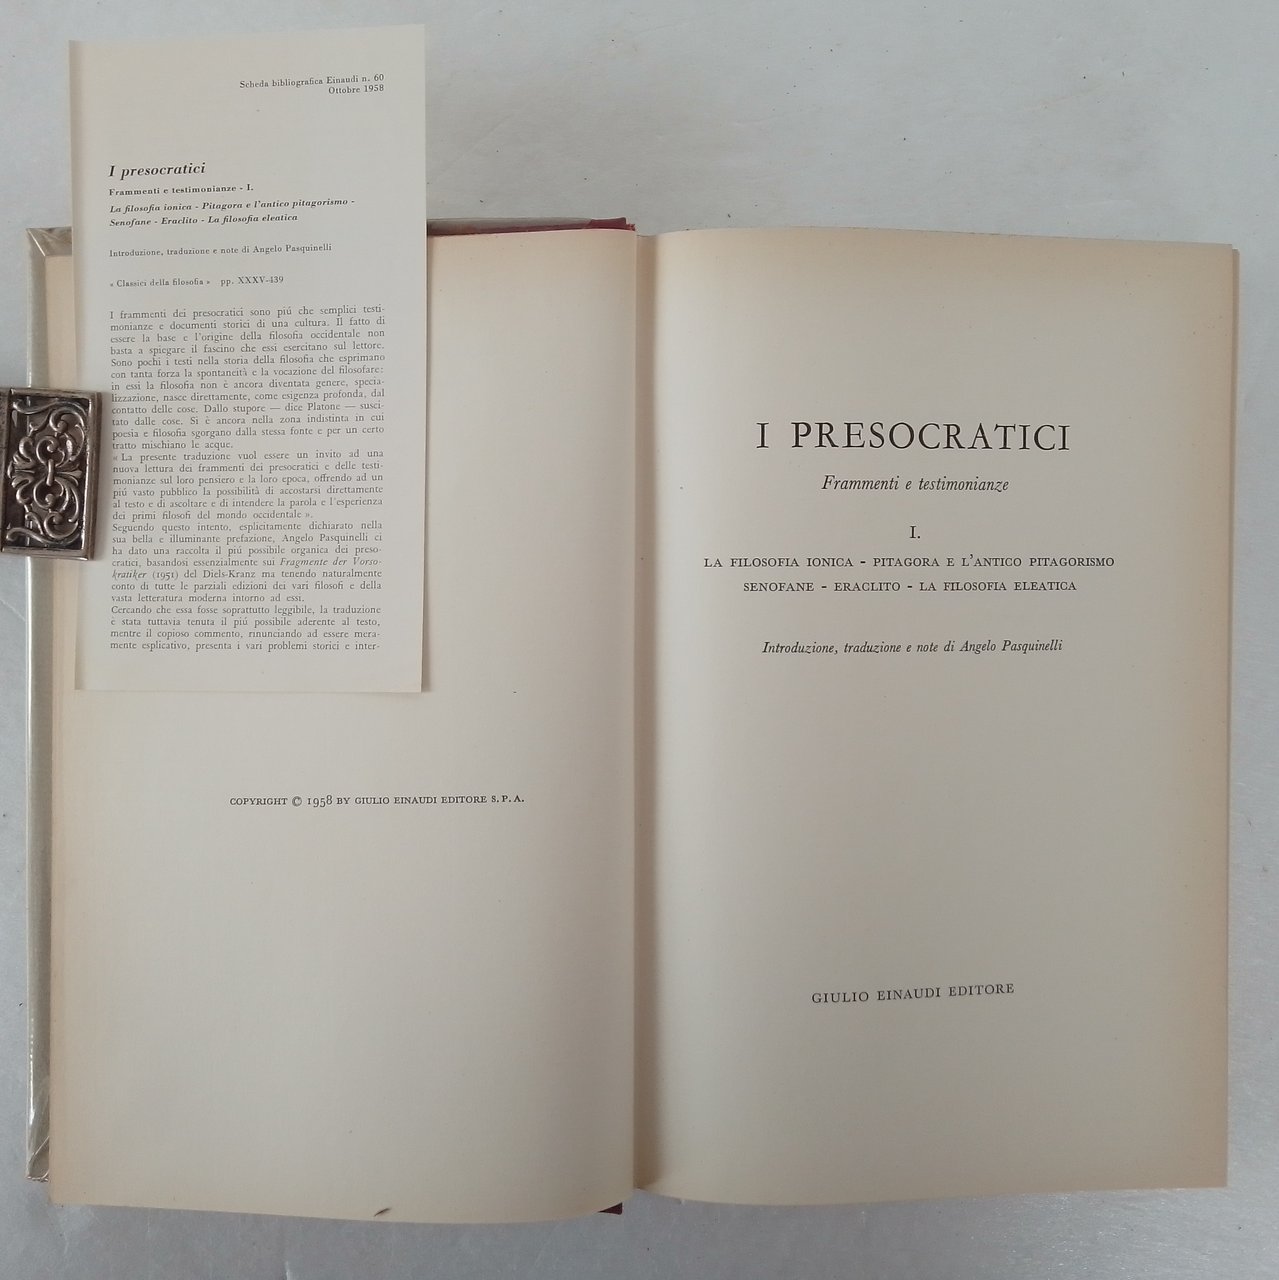 Scheda bibliografica Einaudi n. 60
Ottobre 1958
I presocratici
Frammenti e testimonianze - I.
La filosofia ionica - Pitagora e l'antico pitagorismo -
Senofane - Eraclito - La filosofia eleatica
Introduzione, traduzione e note di Angelo Pasquinelli
« Classici della filosofia » pp. XXXV-439
I frammenti dei presocratici sono piú che semplici testi-
monianze e documenti storici di una cultura. Il fatto di
essere la base e l'origine della filosofia occidentale non
basta a spiegare il fascino che essi esercitano sul lettore.
Sono pochi i testi nella storia della filosofia che esprimano
con tanta forza la spontaneità e la vocazione del filosofare:
in essi la filosofia non è ancora diventata genere, specia-
lizzazione, nasce direttamente, come esigenza profonda, dal
contatto delle cose. Dallo stupore — dice Platone — susci-
tato dalle cose. Si è ancora nella zona indistinta in cui
poesia e filosofia sgorgano dalla stessa fonte e per un certo
tratto mischiano le acque.
« La presente traduzione vuol essere un invito ad una
nuova lettura dei frammenti dei presocratici e delle testi-
monianze sul loro pensiero e la loro epoca, offrendo ad un
piú vasto pubblico la possibilità di accostarsi direttamente
al testo e di ascoltare e di intendere la parola e l'esperienza
dei primi filosofi del mondo occidentale ».
Seguendo questo intento, esplicitamente dichiarato nella
sua bella e illuminante prefazione, Angelo Pasquinelli ci
ha dato una raccolta il piú possibile organica dei preso-
cratici, basandosi essenzialmente sui Fragmente der Vorso-
kratiker (1951) del Diels-Kranz ma tenendo naturalmente
conto di tutte le parziali edizioni dei vari filosofi e della
vasta letteratura moderna intorno ad essi.
Cercando che essa fosse soprattutto leggibile, la traduzione
è stata tuttavia tenuta il piú possibile aderente al testo,
mentre il copioso commento, rinunciando ad essere mera-
mente esplicativo, presenta i vari problemi storici e inter-
COPYRIGHT © 1958 BY GIULIO EINAUDI EDITORE S. P. A.
I PRESOCRATICI
Frammenti e testimonianze
I.
LA FILOSOFIA IONICA - PITAGORA E L'ANTICO PITAGORISMO
SENOFANE - ERACLITO - LA FILOSOFIA ELEATICA
Introduzione, traduzione e note di Angelo Pasquinelli
GIULIO EINAUDI EDITORE